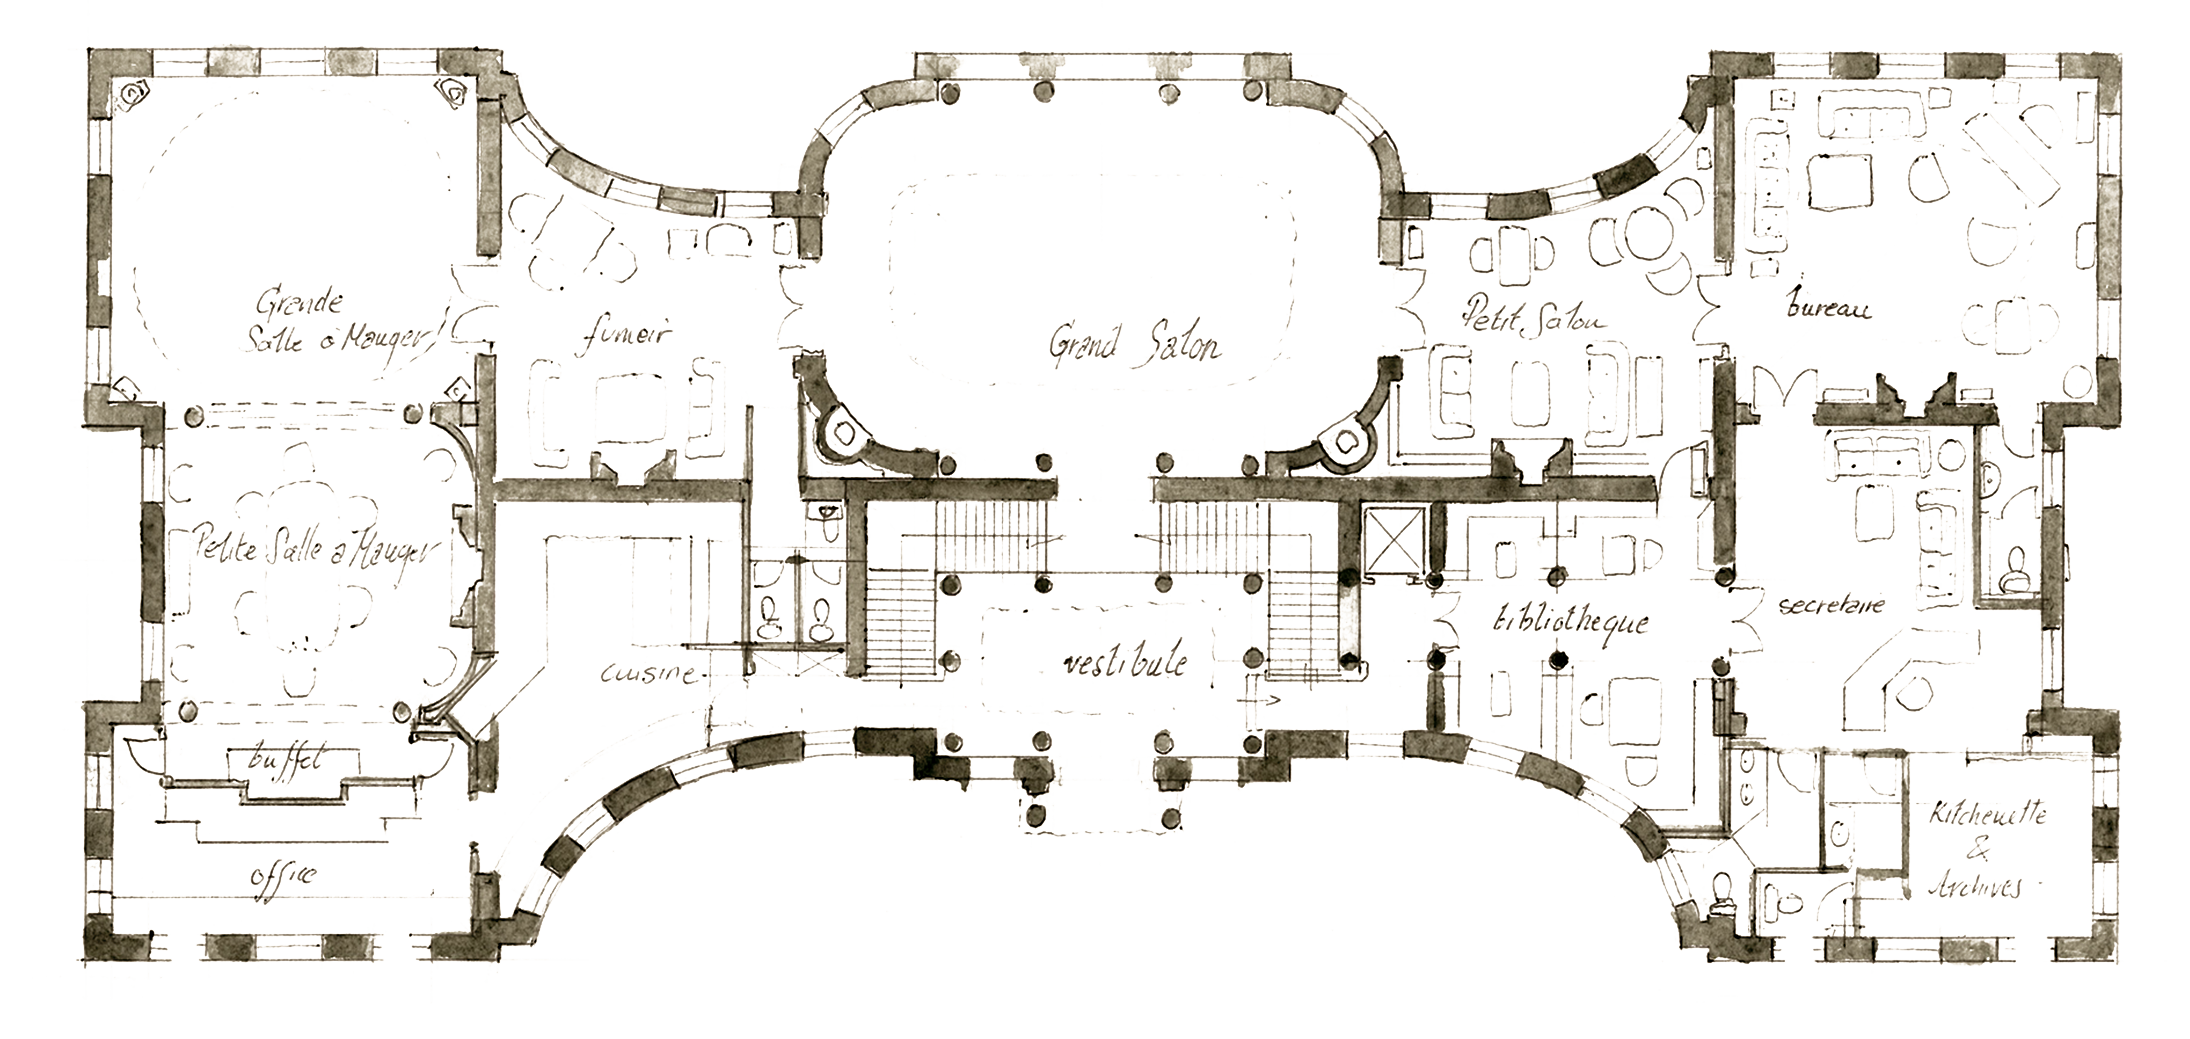 Grande
Salle à Manger
fumoir
Grand Salon
Petit Salon
bureau
Petite Salle a Manger
cuisine
vestibule
bibliotheque
secretaire
buffet
office
Kitchenette
&
Archives